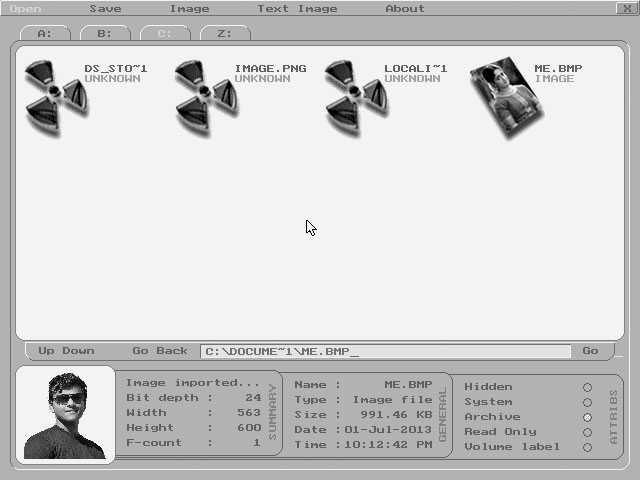 Open Save Image Text Image About X
A: B: C: Z:
DS_STO~1 IMAGE.PNG LOCALI~1 ME.BMP
UNKNOWN UNKNOWN UNKNOWN IMAGE
Up Down Go Back C:\DOCUME~1\ME.BMP_ Go
Image imported...
Bit depth : 24
Width : 563
Height : 600
F-count : 1
SUMMARY
Name : ME.BMP
Type : Image file
Size : 991.46 KB
Date : 01-Jul-2013
Time : 10:12:42 PM
GENERAL
Hidden
System
Archive
Read Only
Volume label
ATTRIBS